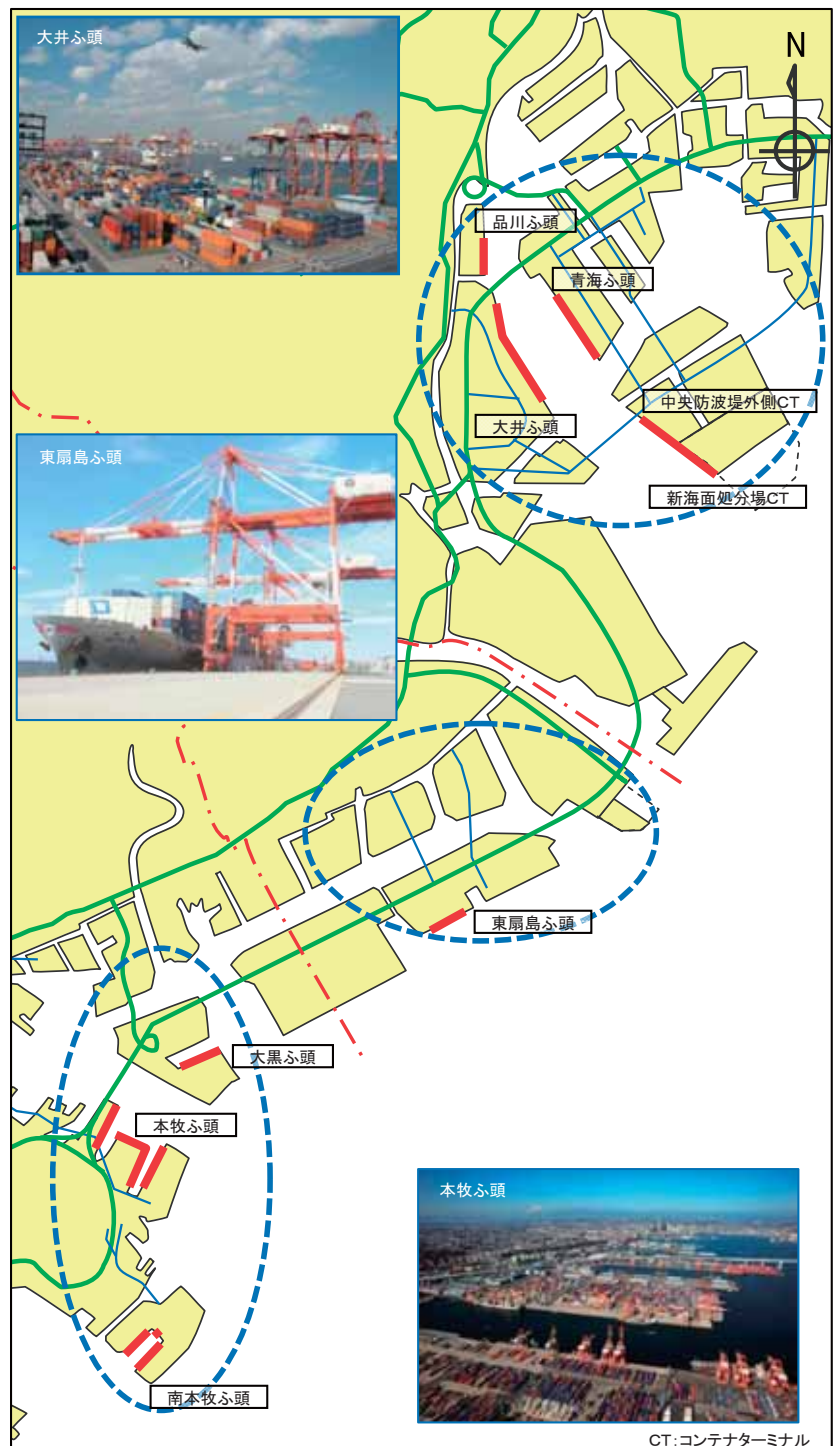 大井ふ頭
N
品川ふ頭
青海ふ頭
中央防波堤外側CT
大井ふ頭
新海面処分場CT
東扇島ふ頭
東扇島ふ頭
大黒ふ頭
本牧ふ頭
本牧ふ頭
南本牧ふ頭
CT:コンテナターミナル